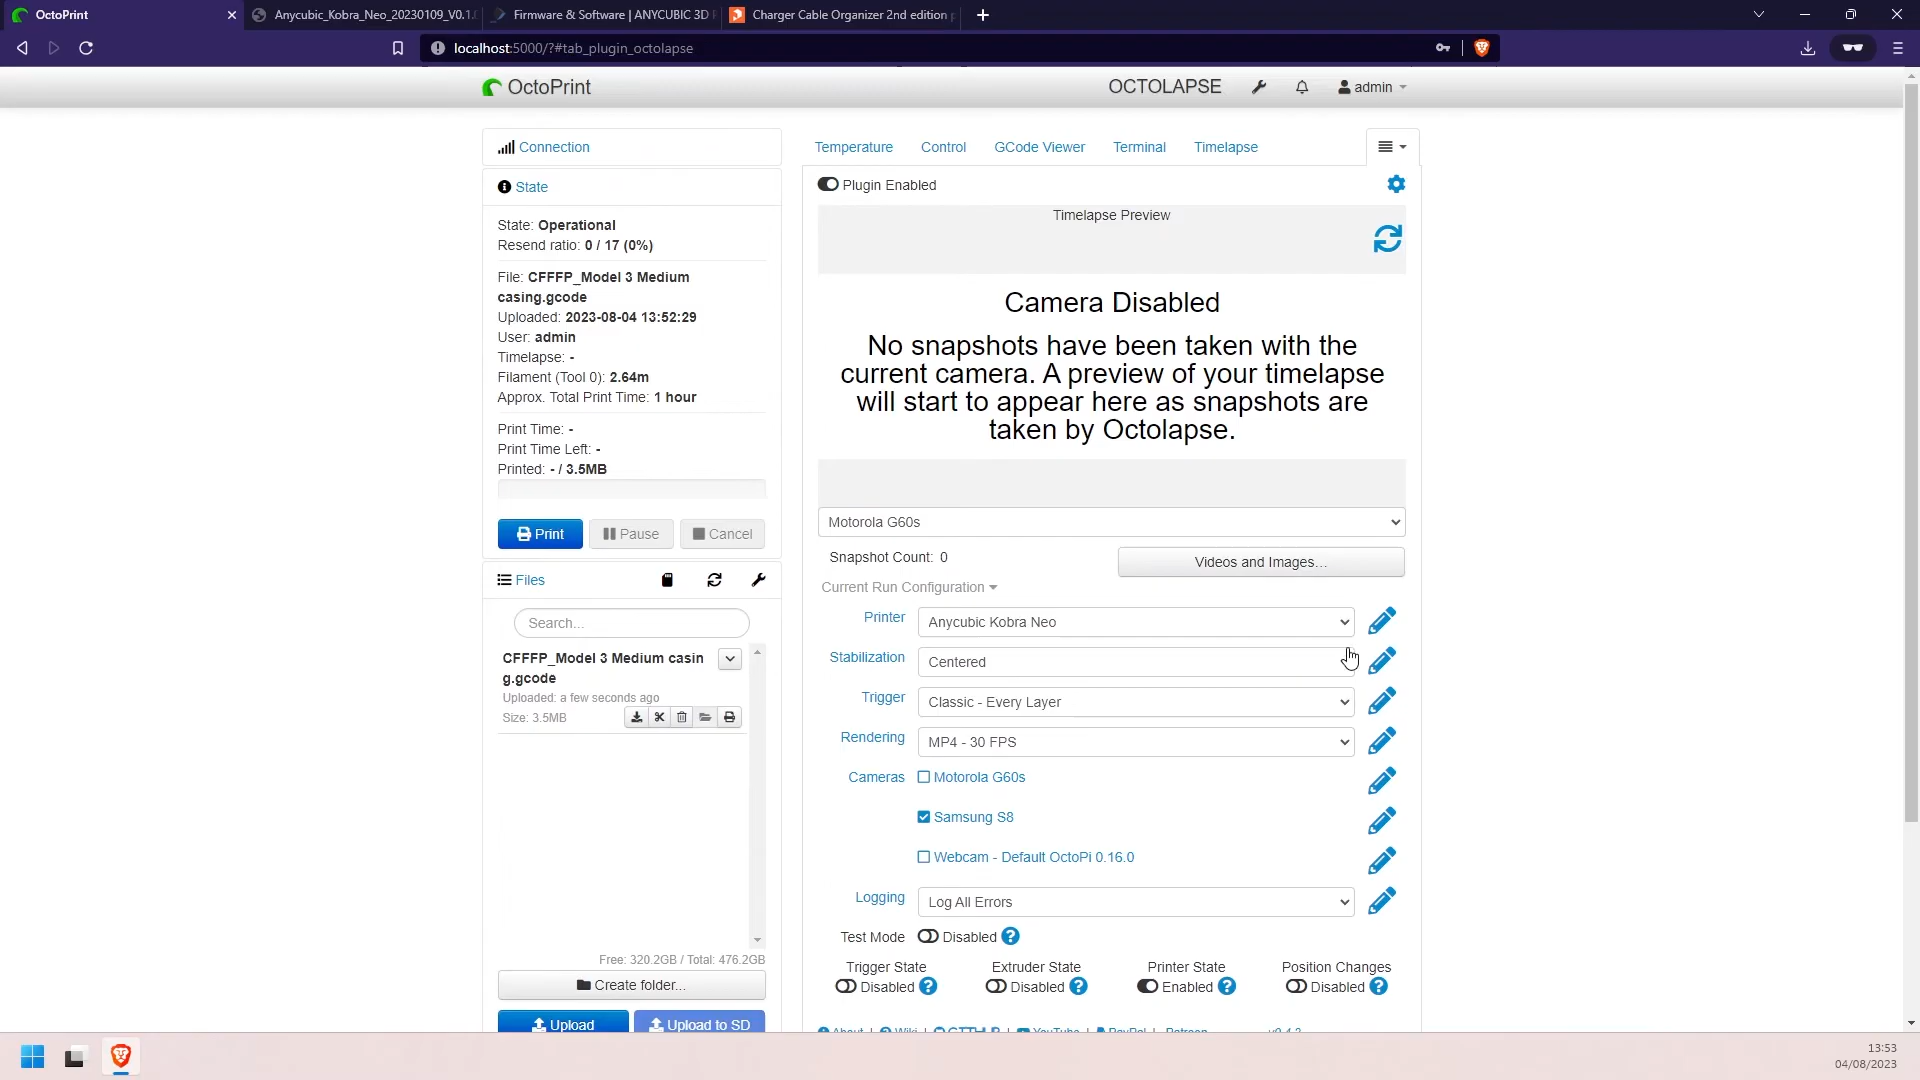 OctoPrint
Anycubic_Kobra_Neo_20230109_V0.1.
Firmware & Software | ANYCUBIC 3D
Charger Cable Organizer 2nd edition
localhost:5000/?#tab_plugin_octolapse
OctoPrint
OCTOLAPSE
admin
Connection
State
State: Operational
Resend ratio: 0 / 17 (0%)
File: CFFFP_Model 3 Medium
casing.gcode
Uploaded: 2023-08-04 13:52:29
User: admin
Timelapse: -
Filament (Tool 0): 2.64m
Approx. Total Print Time: 1 hour
Print Time: -
Print Time Left: -
Printed: - / 3.5MB
Print
Pause
Cancel
Files
Search...
CFFFP_Model 3 Medium casin
g.gcode
Uploaded: a few seconds ago
Size: 3.5MB
Free: 320.2GB / Total: 476.2GB
Create folder...
Upload
Upload to SD
Temperature
Control
GCode Viewer
Terminal
Timelapse
Plugin Enabled
Timelapse Preview
Camera Disabled
No snapshots have been taken with the
current camera. A preview of your timelapse
will start to appear here as snapshots are
taken by Octolapse.
Motorola G60s
Snapshot Count: 0
Videos and Images...
Current Run Configuration
Printer
Anycubic Kobra Neo
Stabilization
Centered
Trigger
Classic - Every Layer
Rendering
MP4 - 30 FPS
Cameras
Motorola G60s
Samsung S8
Webcam - Default OctoPi 0.16.0
Logging
Log All Errors
Test Mode
Disabled
Trigger State
Disabled
Extruder State
Disabled
Printer State
Enabled
Position Changes
Disabled
About | Wiki | | YouTube | PayPal | Patreon
13:53
04/08/2023